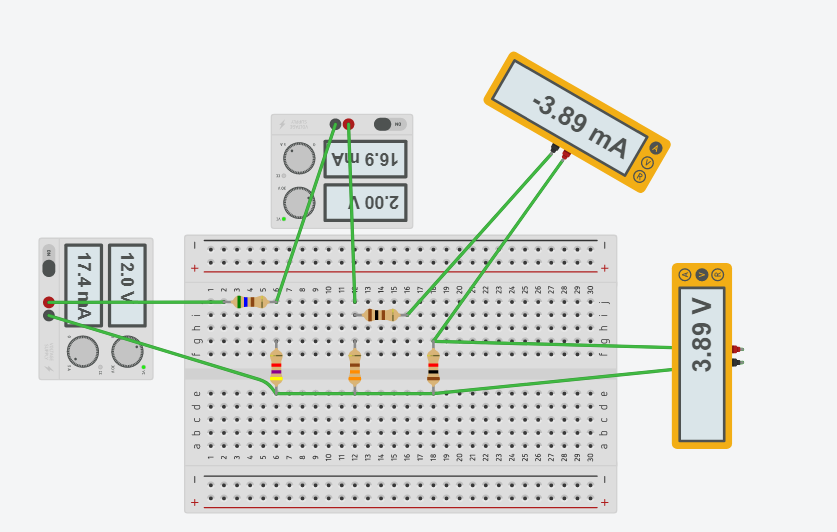 -3.89 mA
A
V
R
ON
16.9 mA
2.00 V
ON
17.4 mA
12.0 V
A V R
3.89 V
− −
+ +
1 2 3 4 5 6 7 8 9 10 11 12 13 14 15 16 17 18 19 20 21 22 23 24 25 26 27 28 29 30
j j
i i
h h
g g
f f
e e
d d
c c
b b
a a
1 2 3 4 5 6 7 8 9 10 11 12 13 14 15 16 17 18 19 20 21 22 23 24 25 26 27 28 29 30
− −
+ +